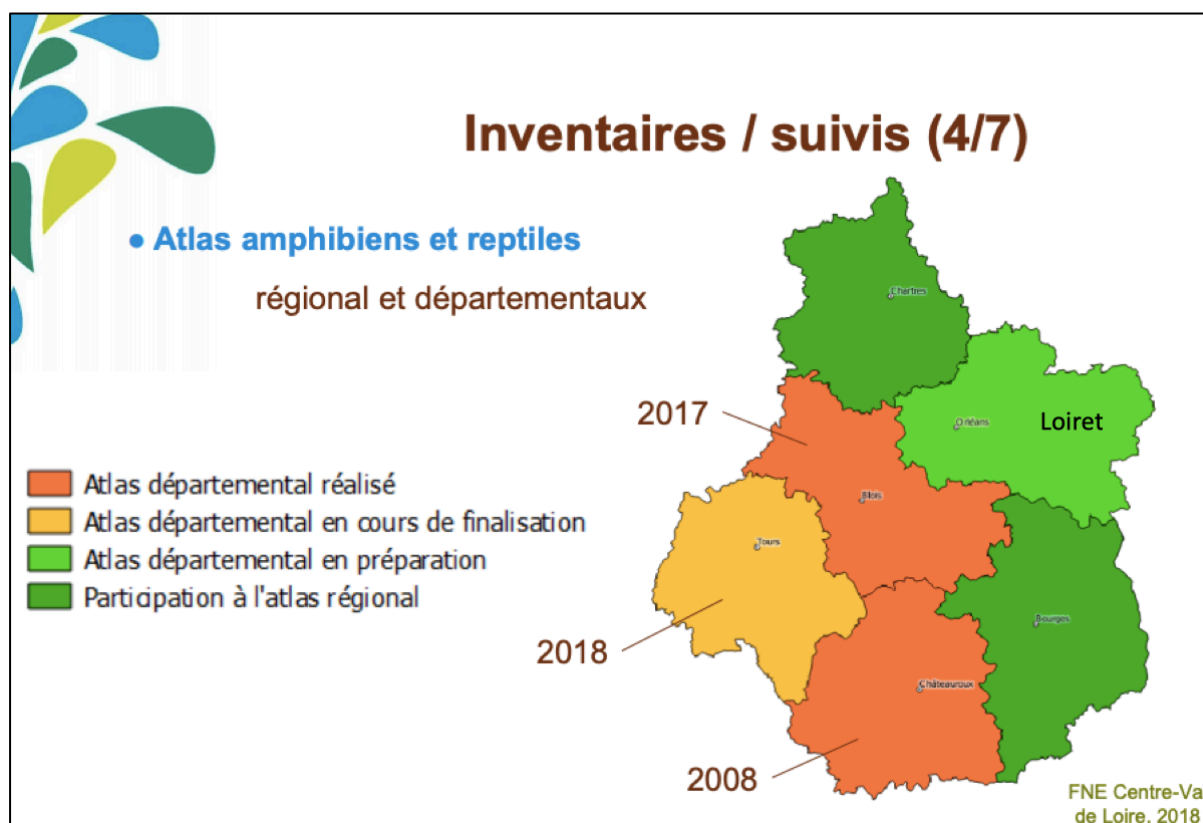 Inventaires / suivis (4/7)
• Atlas amphibiens et reptiles
régional et départementaux
Chartres
2017
Orléans
Loiret
Blois
Atlas départemental réalisé
Atlas départemental en cours de finalisation
Atlas départemental en préparation
Participation à l'atlas régional
Tours
Bourges
2018
Châteauroux
2008
FNE Centre-Va
de Loire, 2018